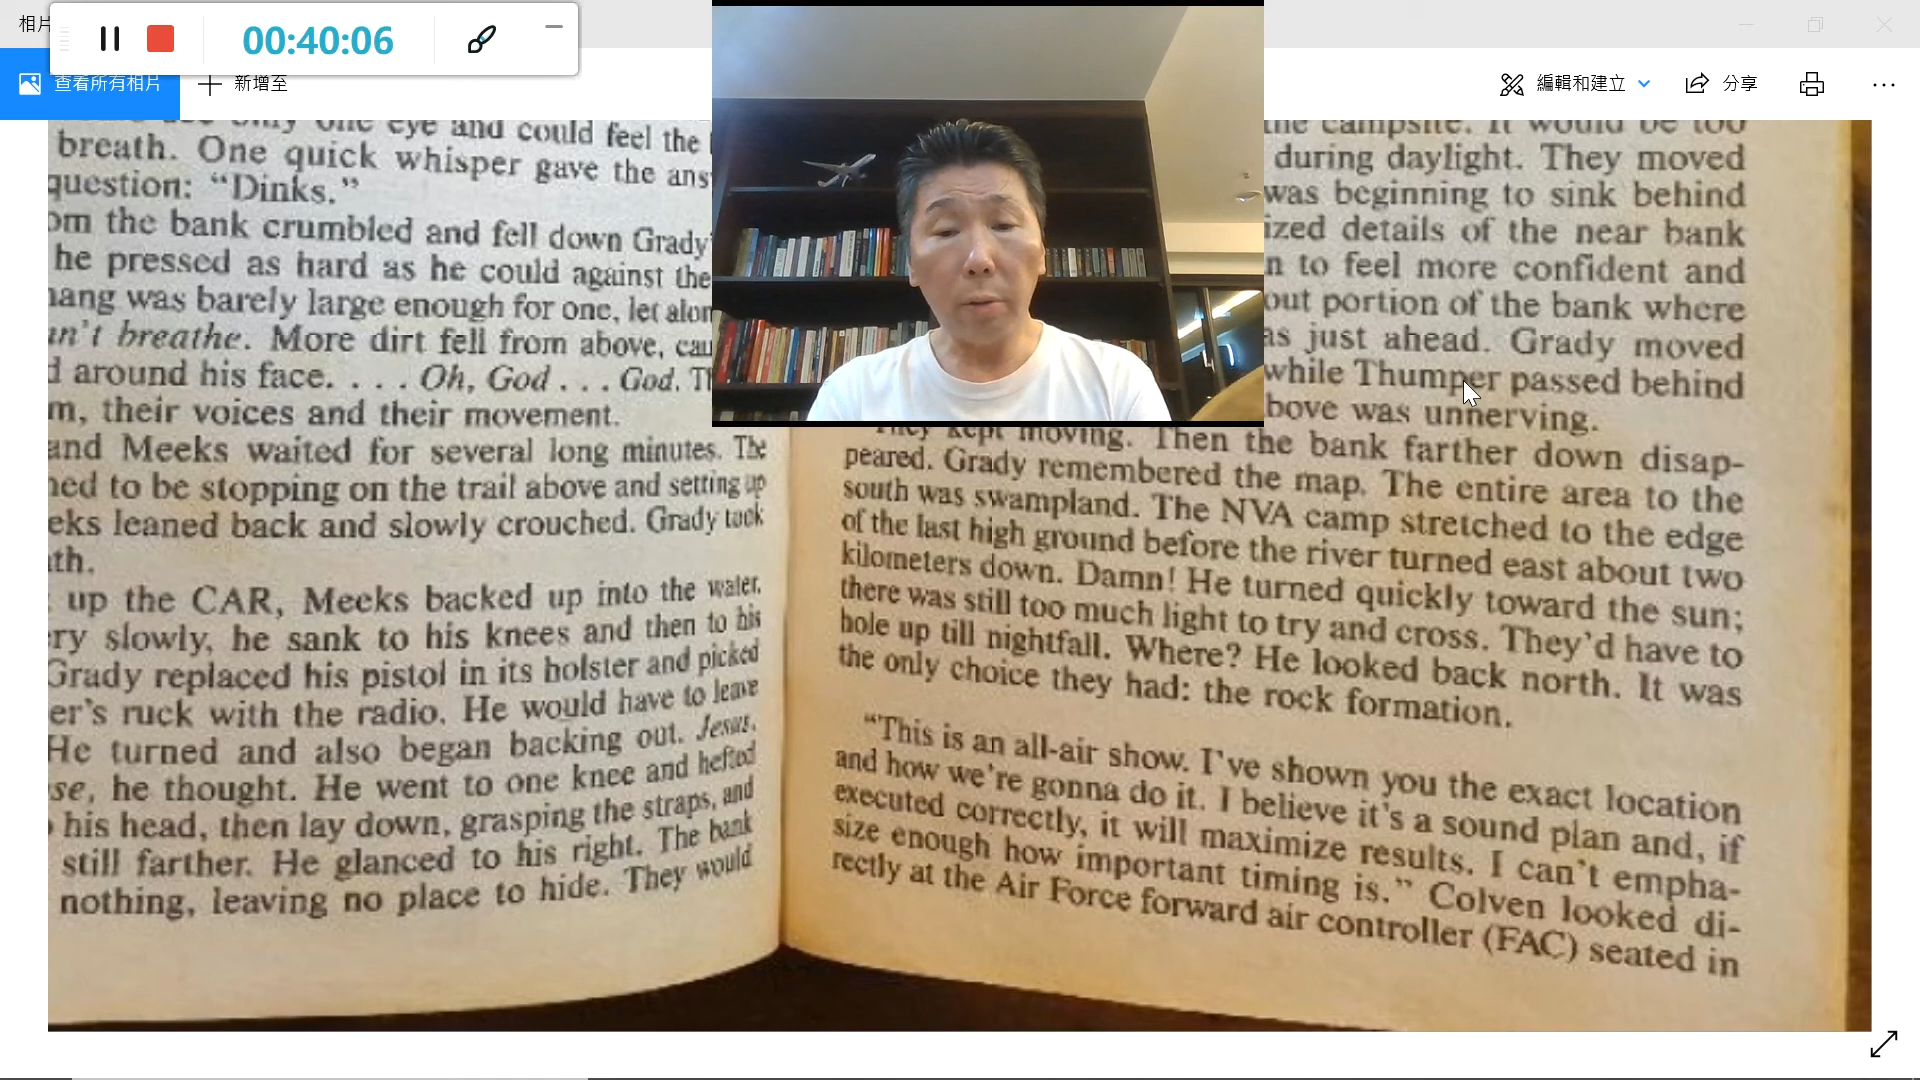 相片
00:40:06
查看所有相片
新增至
編輯和建立
分享
only one eye and could feel the
breath. One quick whisper gave the
question: “Dinks.”
om the bank crumbled and fell down Grady
he pressed as hard as he could against the
hang was barely large enough for one, let
n't breathe. More dirt fell from above,
d around his face. . . . Oh, God . . . God.
m, their voices and their movement.
and Meeks waited for several long minutes. The
ned to be stopping on the trail above and setting up
eks leaned back and slowly crouched. Grady took
th.
up the CAR, Meeks backed up into the water.
ry slowly, he sank to his knees and then to his
Grady replaced his pistol in its holster and picked
er's ruck with the radio. He would have to leave
He turned and also began backing out. Jesus,
se, he thought. He went to one knee and hefted
his head, then lay down, grasping the straps, and
still farther. He glanced to his right. The bank
nothing, leaving no place to hide. They would
the campsite. It would be too
during daylight. They moved
was beginning to sink behind
ized details of the near bank
n to feel more confident and
out portion of the bank where
as just ahead. Grady moved
while Thumper passed behind
bove was unnerving.
They kept moving. Then the bank farther down disap-
peared. Grady remembered the map. The entire area to the
south was swampland. The NVA camp stretched to the edge
of the last high ground before the river turned east about two
kilometers down. Damn! He turned quickly toward the sun;
there was still too much light to try and cross. They'd have to
hole up till nightfall. Where? He looked back north. It was
the only choice they had: the rock formation.
“This is an all-air show. I've shown you the exact location
and how we're gonna do it. I believe it's a sound plan and, if
executed correctly, it will maximize results. I can't empha-
size enough how important timing is.” Colven looked di-
rectly at the Air Force forward air controller (FAC) seated in